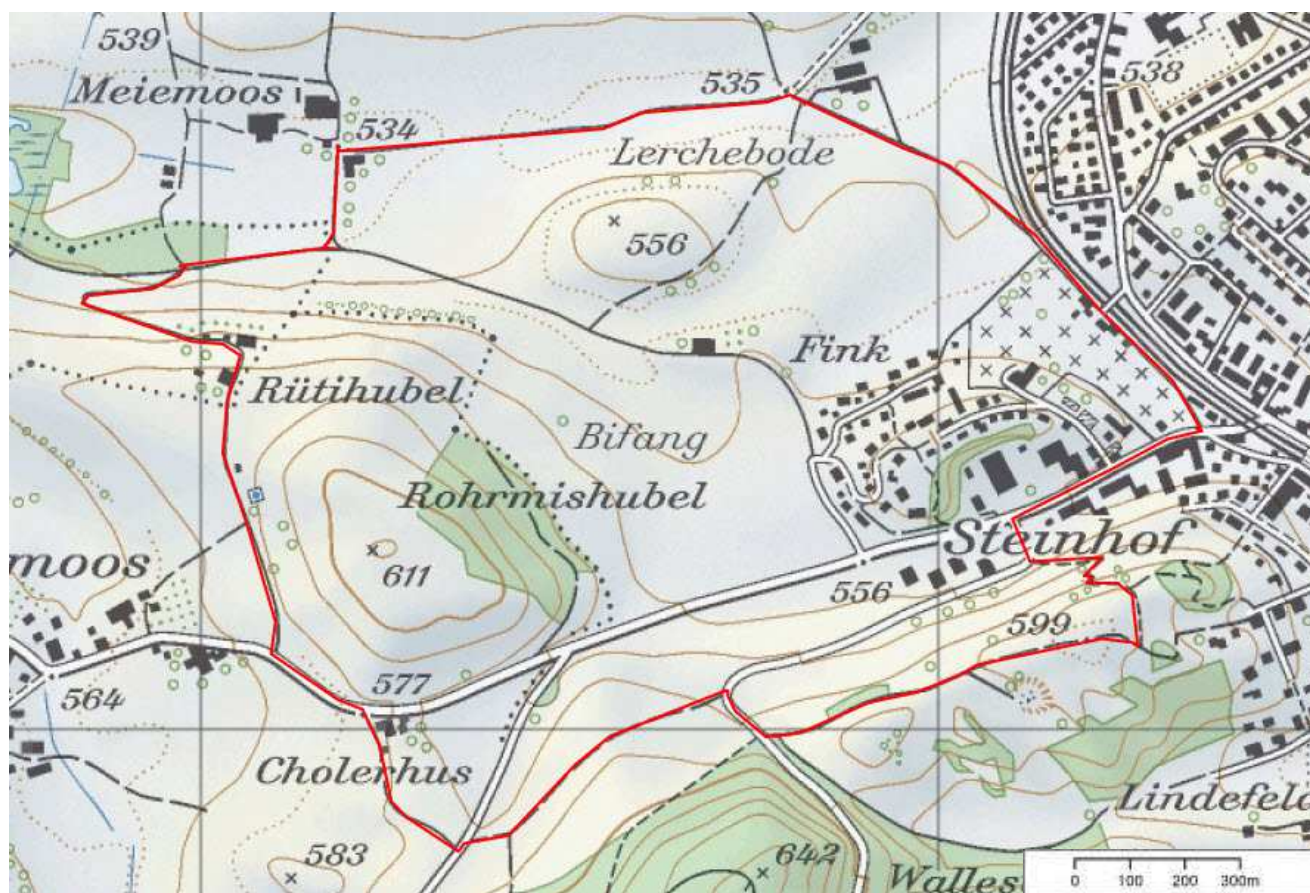 539
Meiemoos
534
535
538
Lerchebode
556
Fink
Rütihubel
Bifang
Rohrmishubel
moos
611
Steinhof
556
599
577
564
Cholerhus
583
642
Lindefeld
Walles
0 100 200 300m